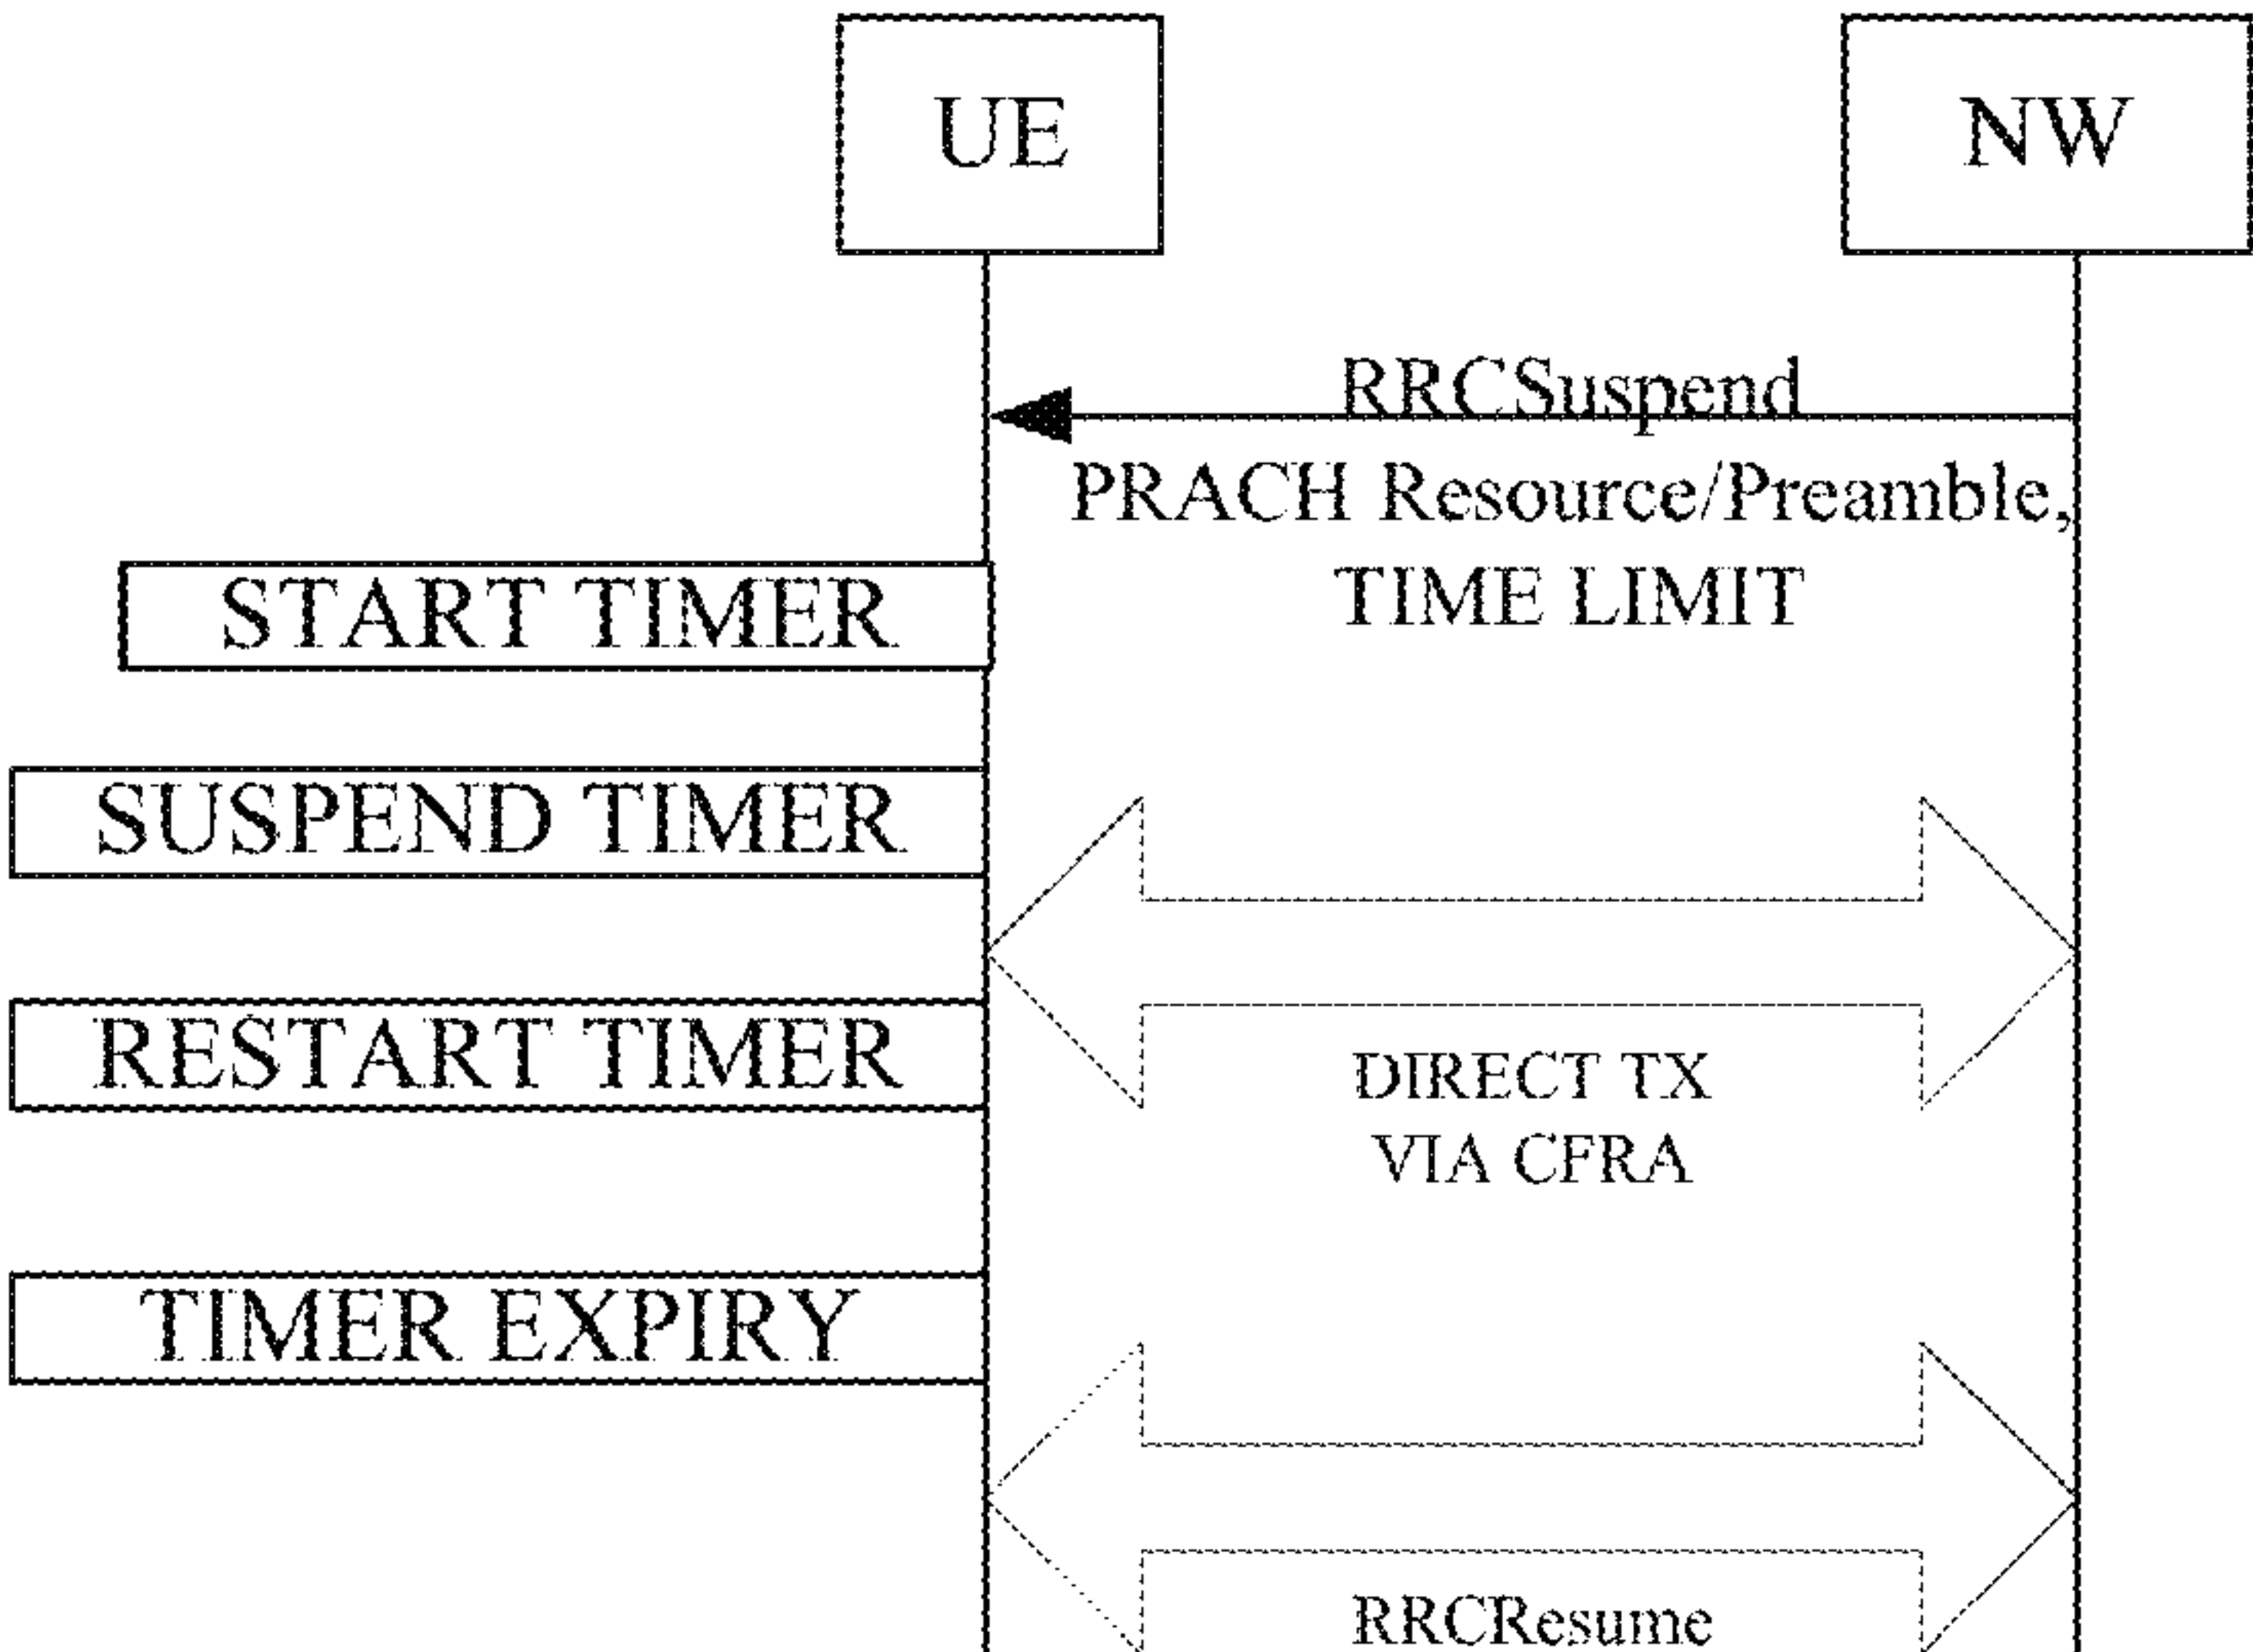 UE
NW
RRCSuspend
PRACH Resource/Preamble,
TIME LIMIT
START TIMER
SUSPEND TIMER
RESTART TIMER
DIRECT TX
VIA CFRA
TIMER EXPIRY
RRCResume